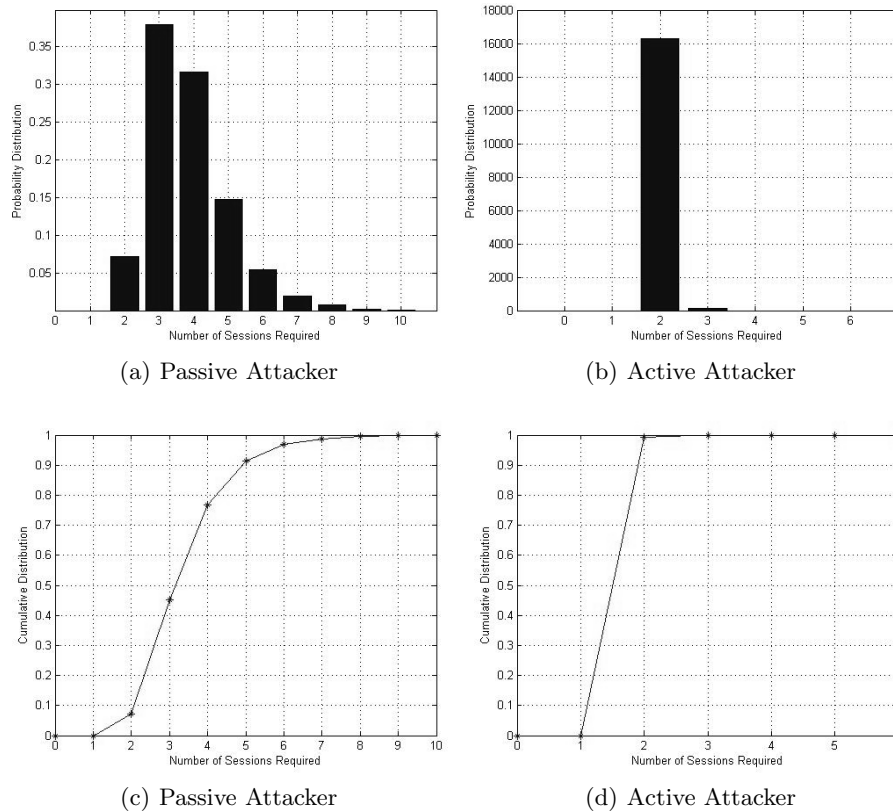 Probability Distribution
0.35
0.3
0.25
0.2
0.15
0.1
0.05
0 1 2 3 4 5 6 7 8 9 10
Number of Sessions Required
(a) Passive Attacker
Probability Distribution
18000
16000
14000
12000
10000
8000
6000
4000
2000
0
0 1 2 3 4 5 6
Number of Sessions Required
(b) Active Attacker
Cumulative Distribution
1
0.9
0.8
0.7
0.6
0.5
0.4
0.3
0.2
0.1
0
0 1 2 3 4 5 6 7 8 9 10
Number of Sessions Required
(c) Passive Attacker
Cumulative Distribution
1
0.9
0.8
0.7
0.6
0.5
0.4
0.3
0.2
0.1
0
0 1 2 3 4 5
Number of Sessions Required
(d) Active Attacker